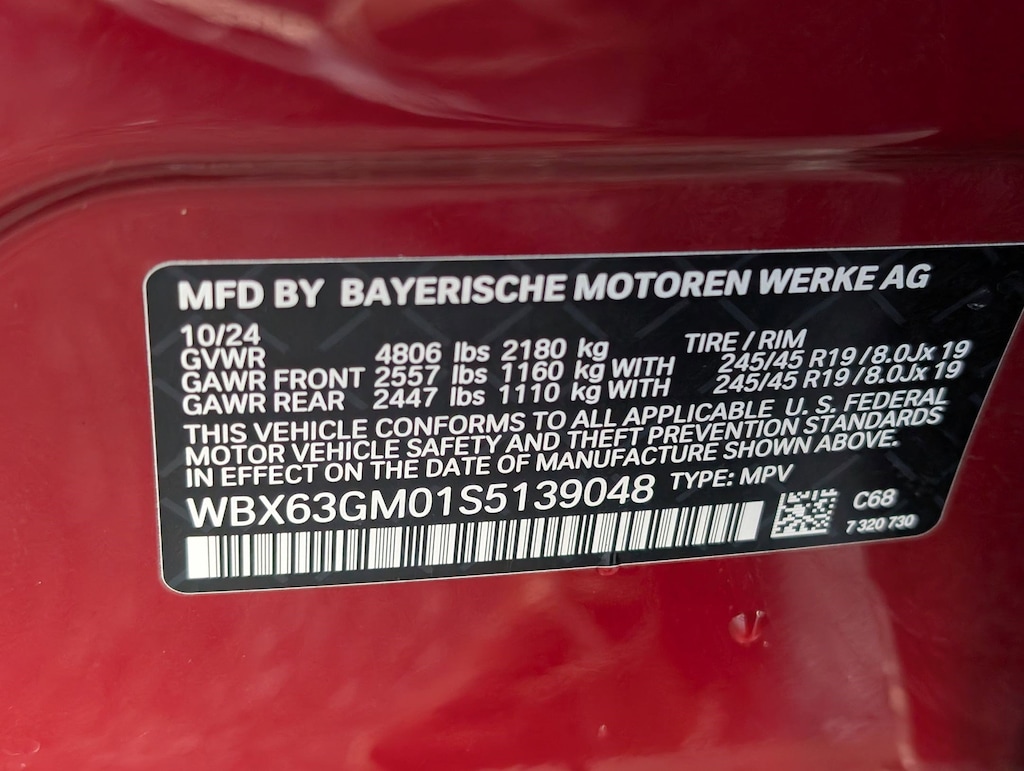 MFD BY BAYERISCHE MOTOREN WERKE AG
10/24 TIRE / RIM
GVWR 4806 lbs 2180 kg
GAWR FRONT 2557 lbs 1160 kg WITH 245/45 R19 / 8.0Jx 19
GAWR REAR 2447 lbs 1110 kg WITH 245/45 R19 / 8.0Jx 19
THIS VEHICLE CONFORMS TO ALL APPLICABLE U. S. FEDERAL
MOTOR VEHICLE SAFETY AND THEFT PREVENTION STANDARDS
IN EFFECT ON THE DATE OF MANUFACTURE SHOWN ABOVE.
WBX63GM01S5139048 TYPE: MPV
C68
7 320 730